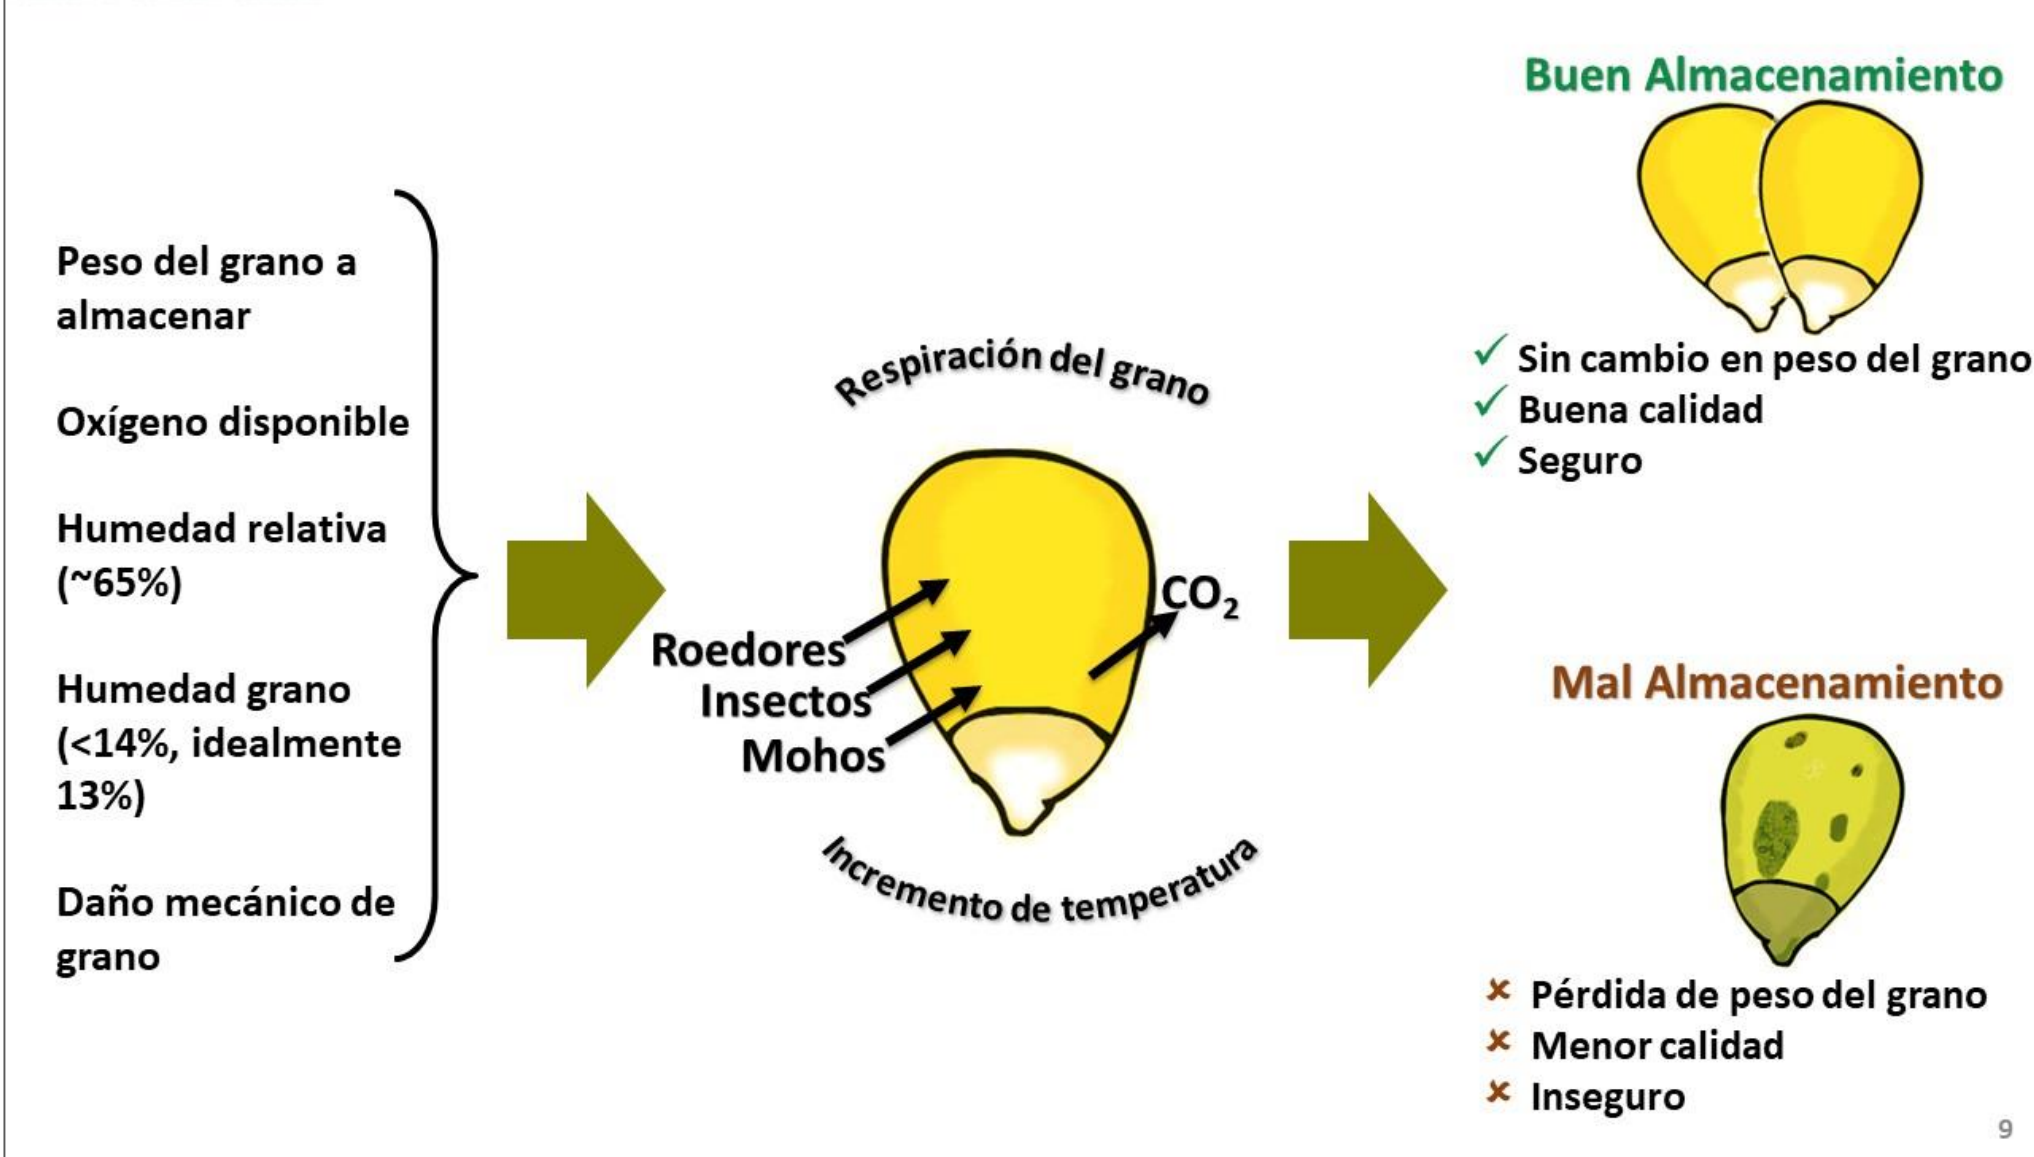 Peso del grano a
almacenar
Oxígeno disponible
Humedad relativa
(~65%)
Humedad grano
(<14%, idealmente
13%)
Daño mecánico de
grano
Respiración del grano
Roedores
Insectos
Mohos
CO₂
Incremento de temperatura
Buen Almacenamiento
✓ Sin cambio en peso del grano
✓ Buena calidad
✓ Seguro
Mal Almacenamiento
✘ Pérdida de peso del grano
✘ Menor calidad
✘ Inseguro
9